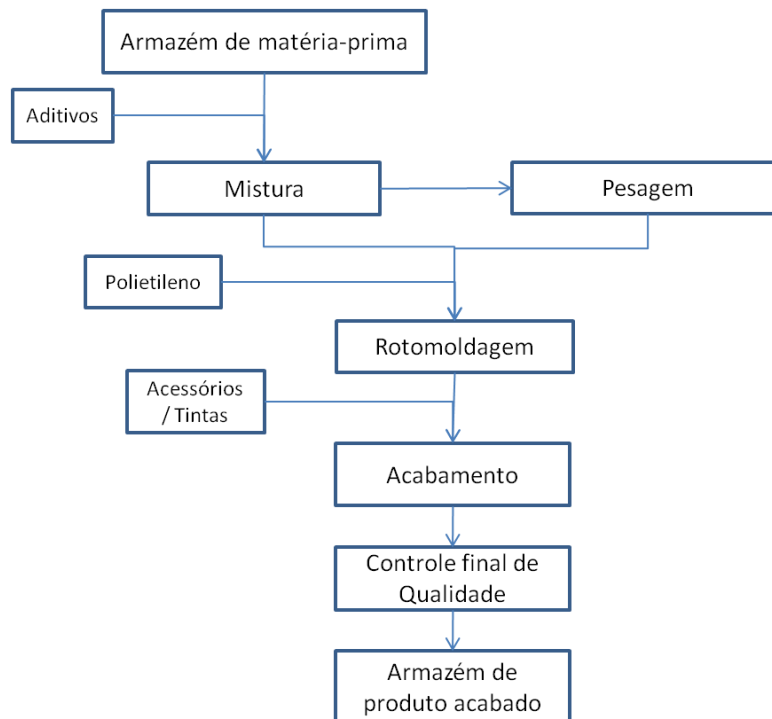 Armazém de matéria-prima
Aditivos
Mistura
Pesagem
Polietileno
Rotomoldagem
Acessórios
/ Tintas
Acabamento
Controle final de
Qualidade
Armazém de
produto acabado